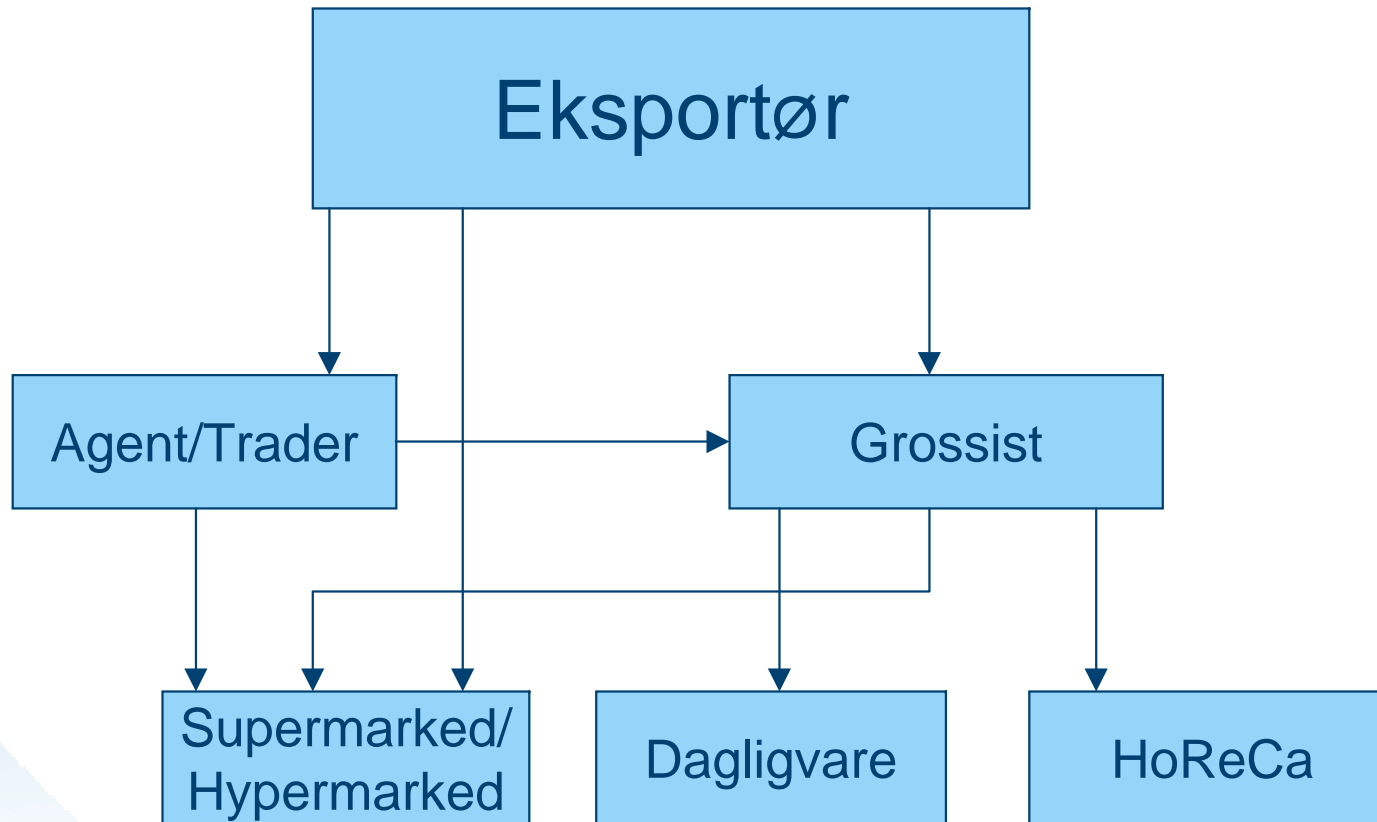 Eksportør
Agent/Trader
Grossist
Supermarked/
Hypermarked
Dagligvare
HoReCa